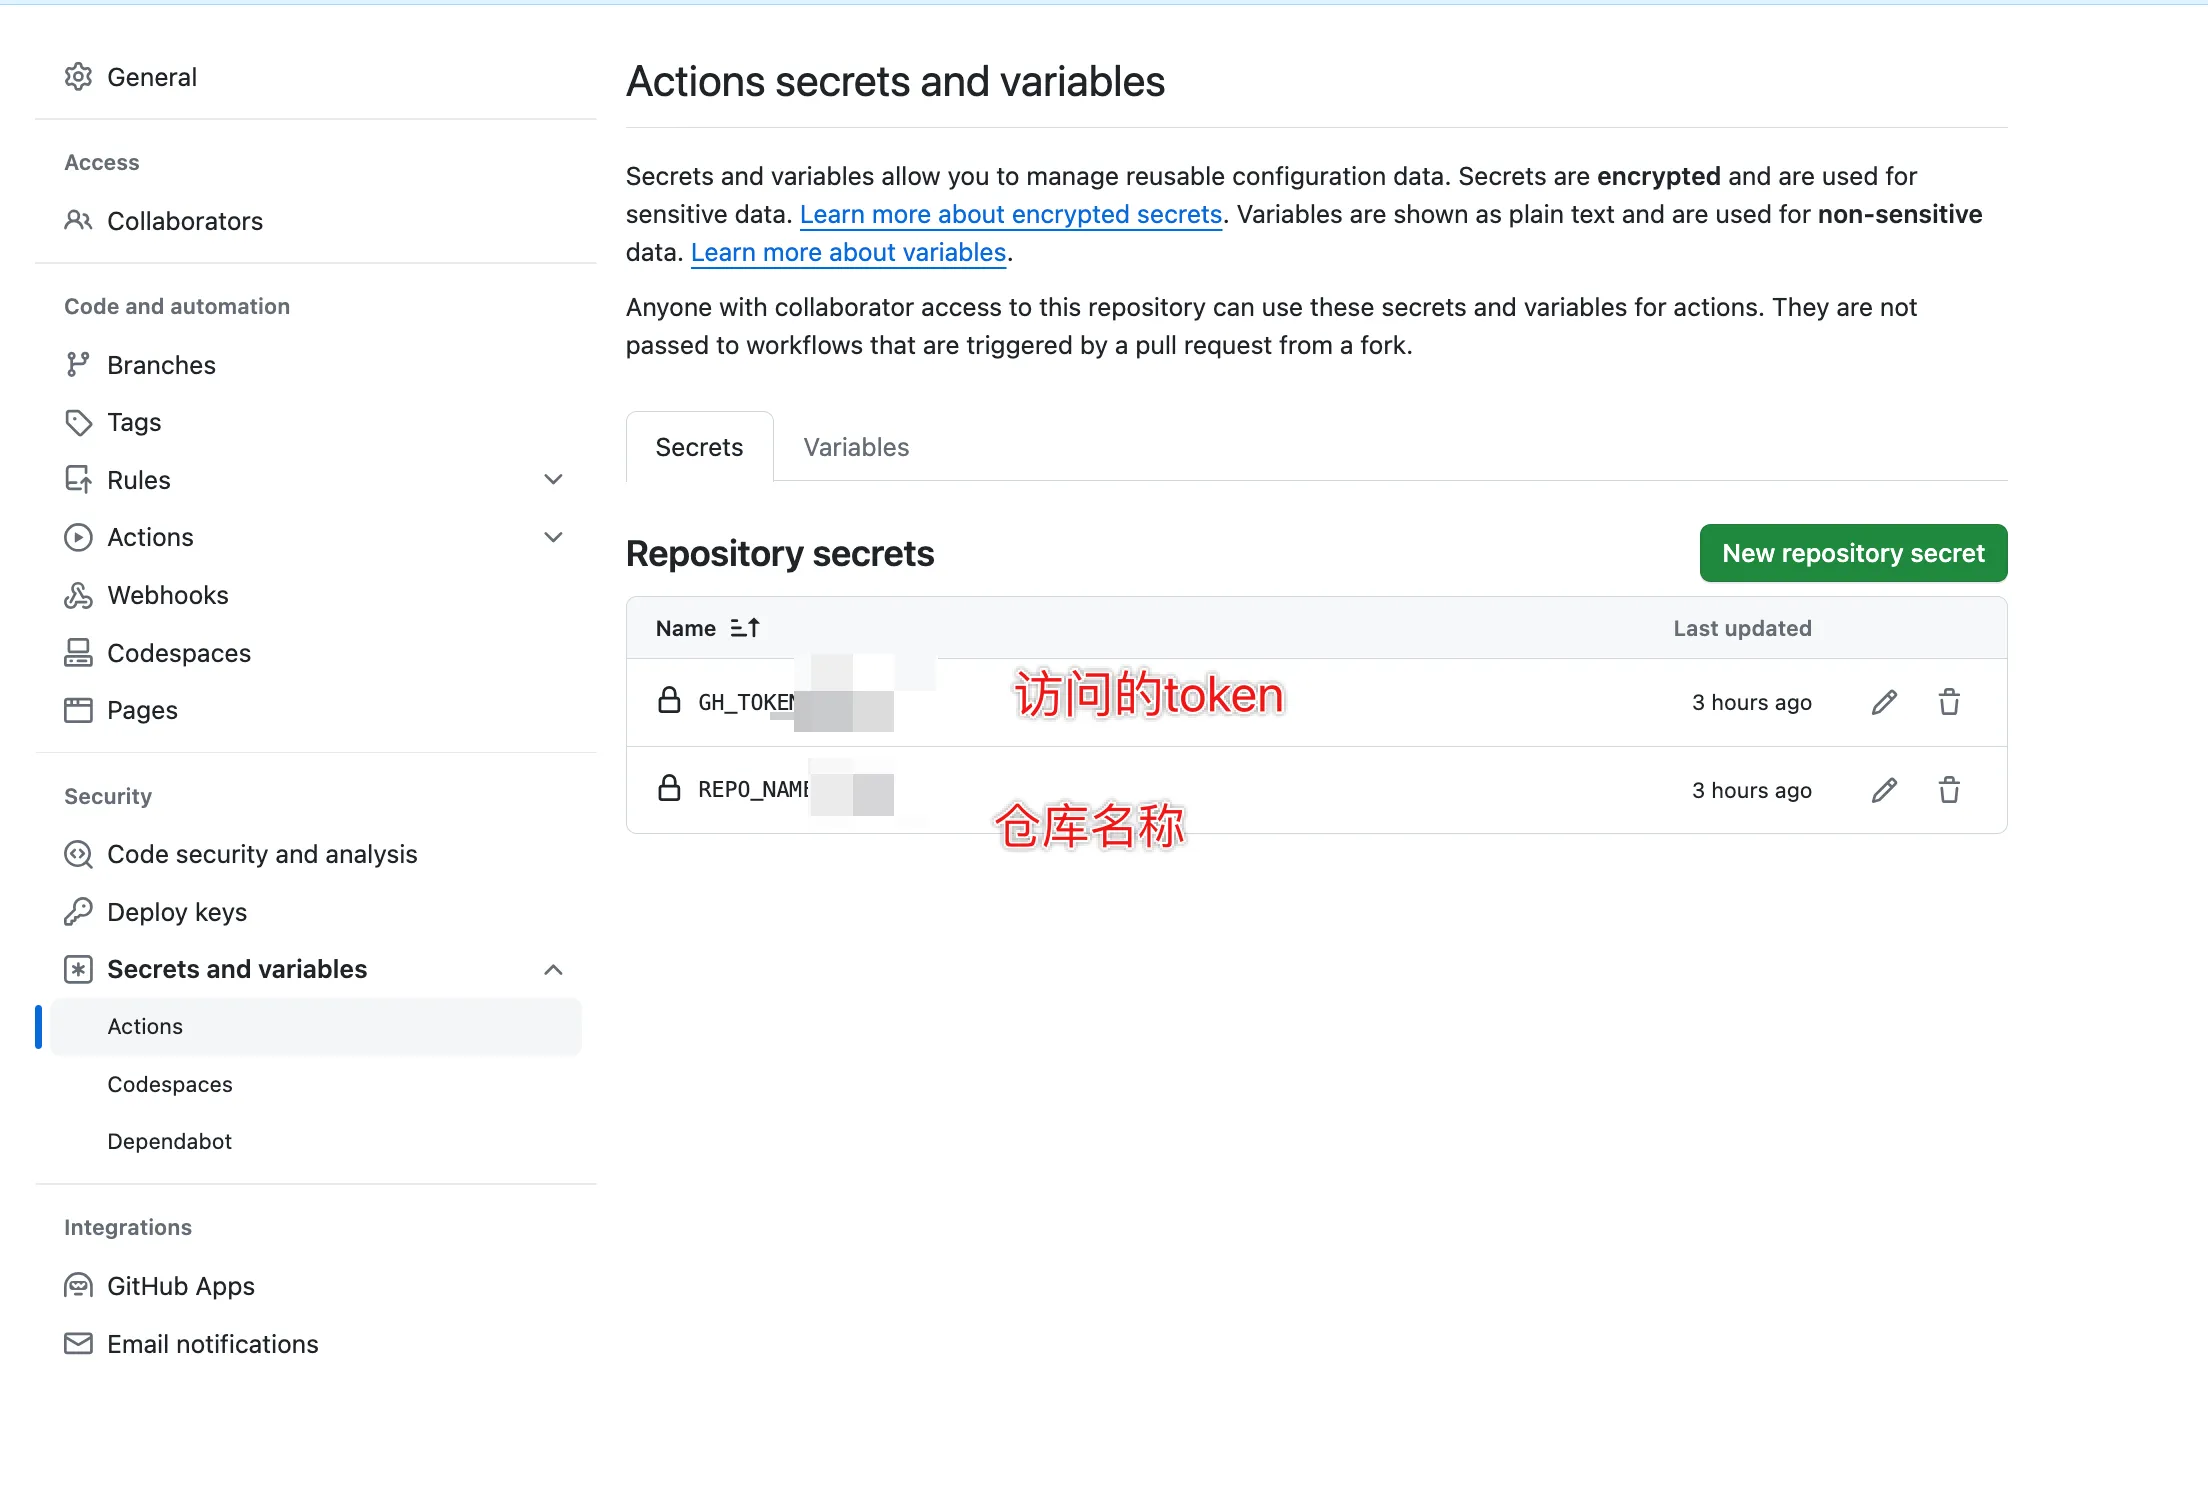 General
Access
Collaborators
Code and automation
Branches
Tags
Rules
Actions
Webhooks
Codespaces
Pages
Security
Code security and analysis
Deploy keys
Secrets and variables
Actions
Codespaces
Dependabot
Integrations
GitHub Apps
Email notifications
Actions secrets and variables
Secrets and variables allow you to manage reusable configuration data. Secrets are encrypted and are used for
sensitive data. Learn more about encrypted secrets. Variables are shown as plain text and are used for non-sensitive
data. Learn more about variables.
Anyone with collaborator access to this repository can use these secrets and variables for actions. They are not
passed to workflows that are triggered by a pull request from a fork.
Secrets Variables
Repository secrets New repository secret
Name Last updated
GH_TOKEN 访问的token 3 hours ago
REPO_NAME 3 hours ago
仓库名称